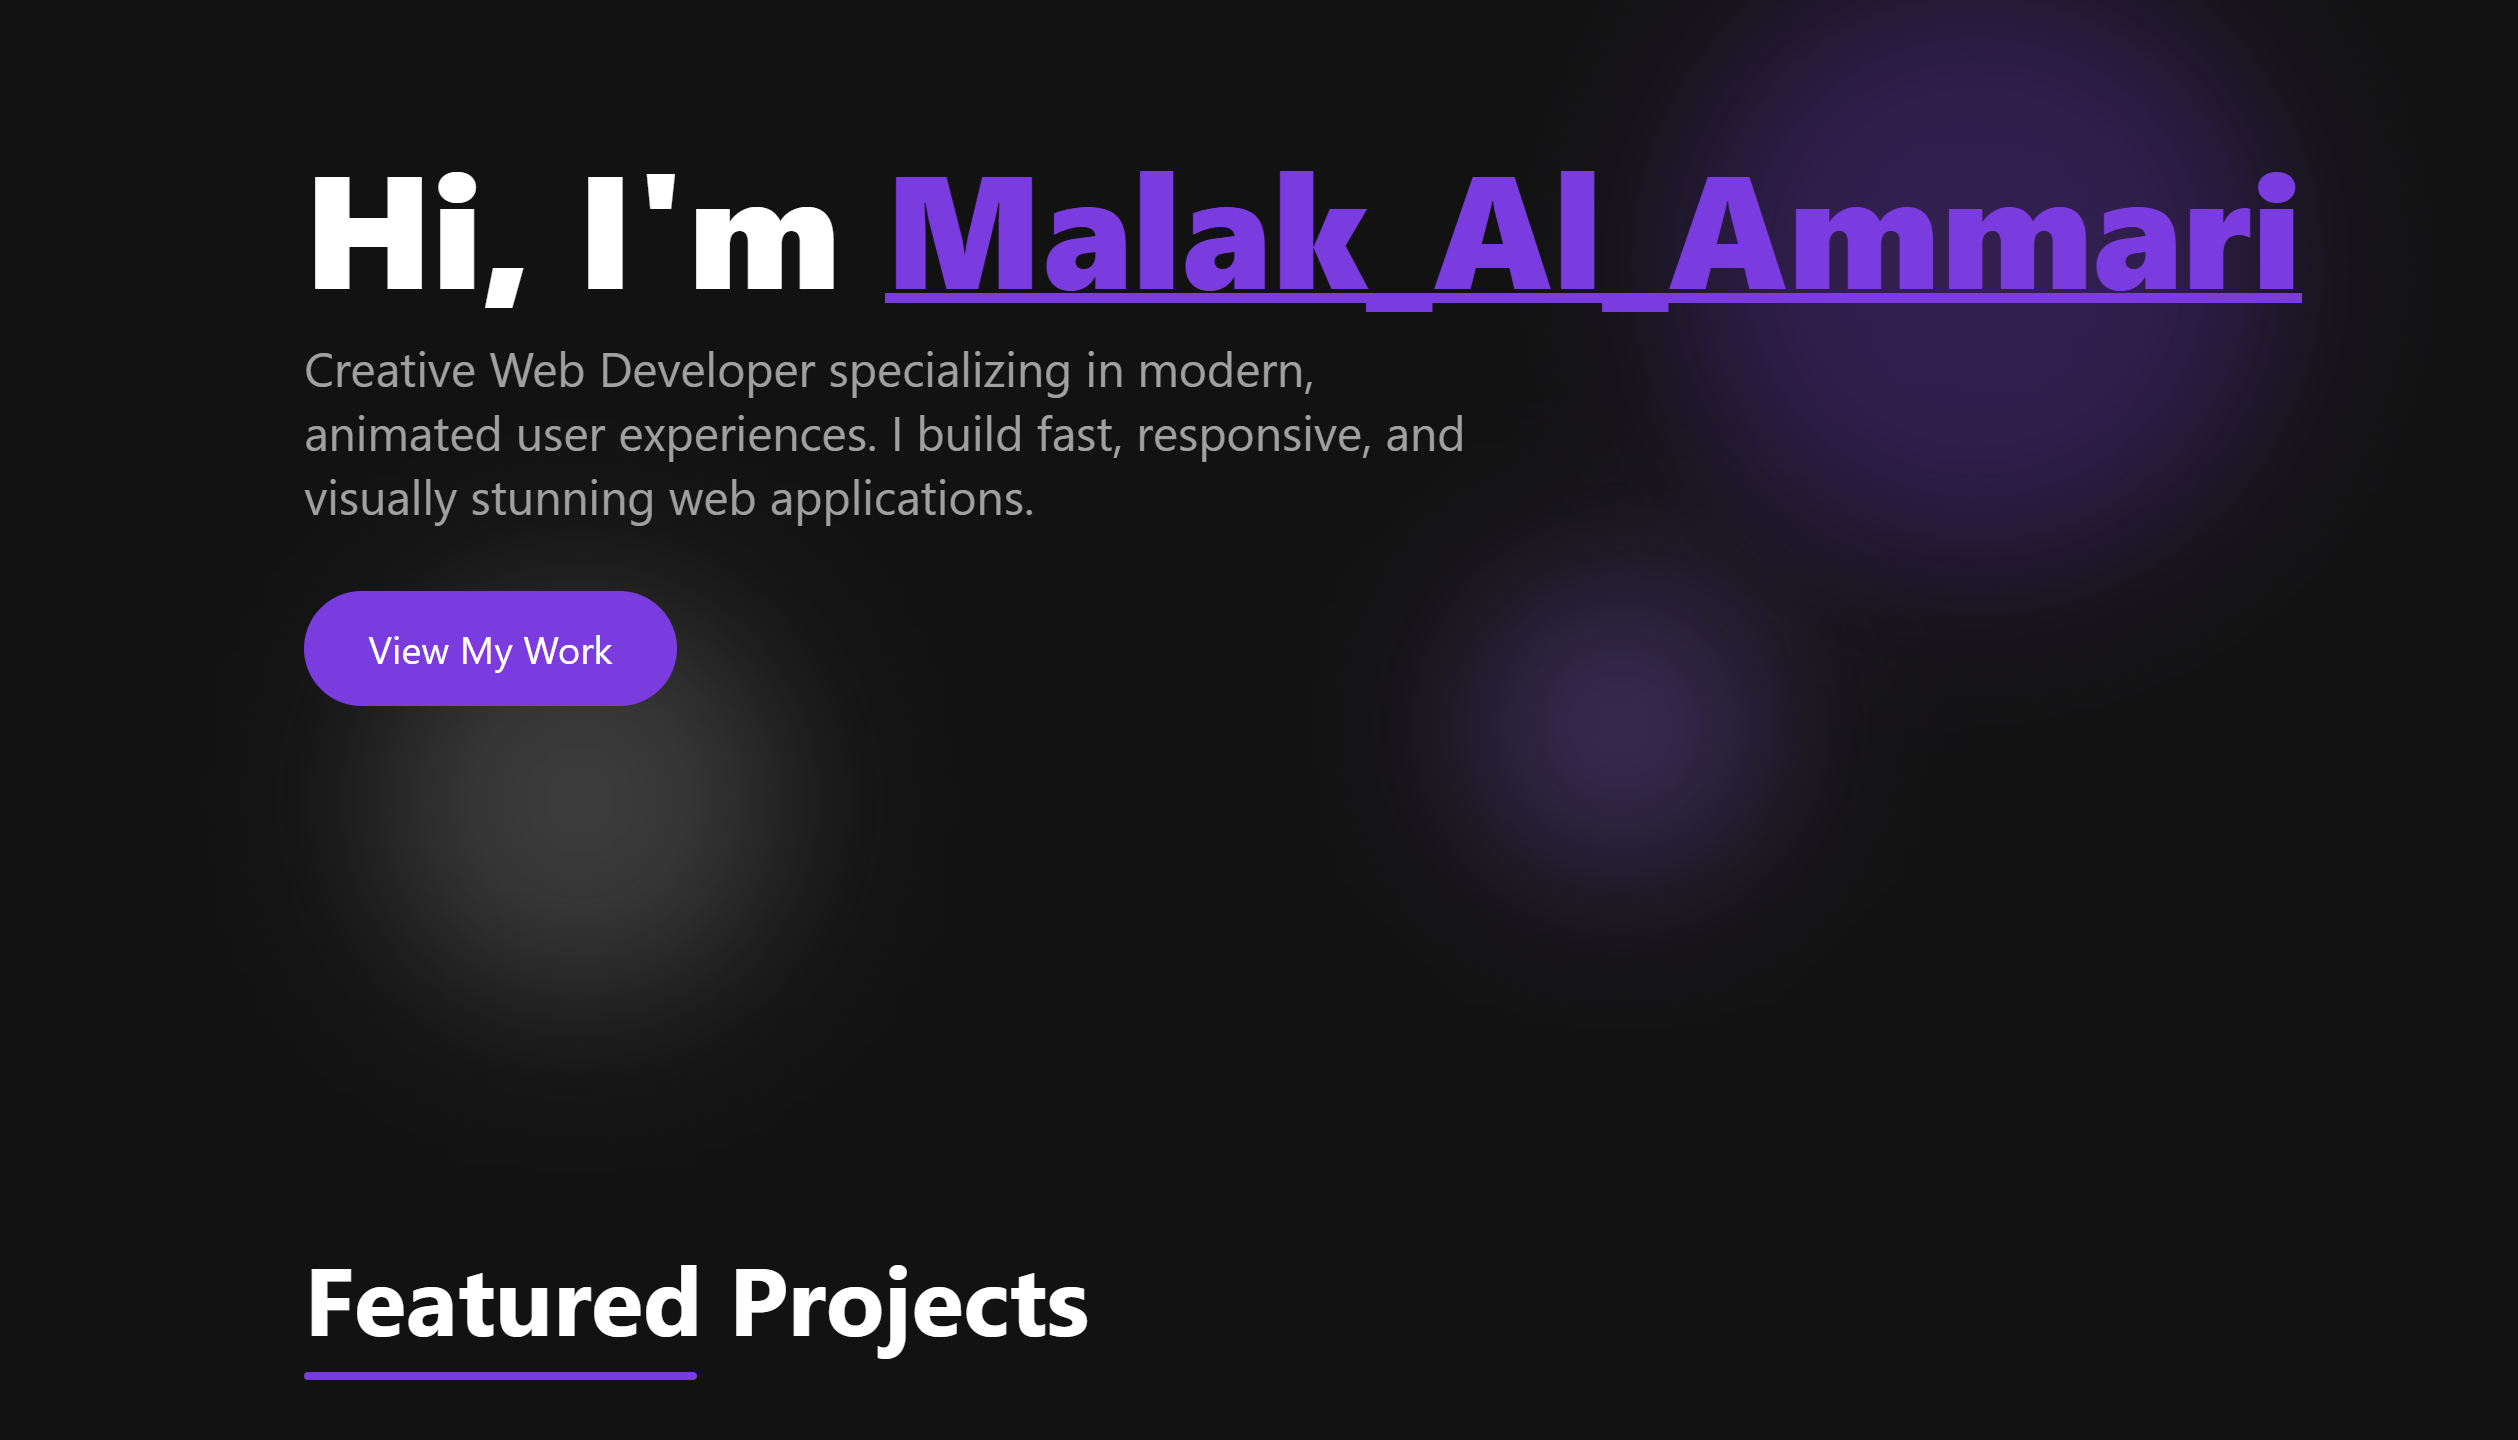 Hi, I'm Malak_Al_Ammari
Creative Web Developer specializing in modern,
animated user experiences. I build fast, responsive, and
visually stunning web applications.
View My Work
Featured Projects